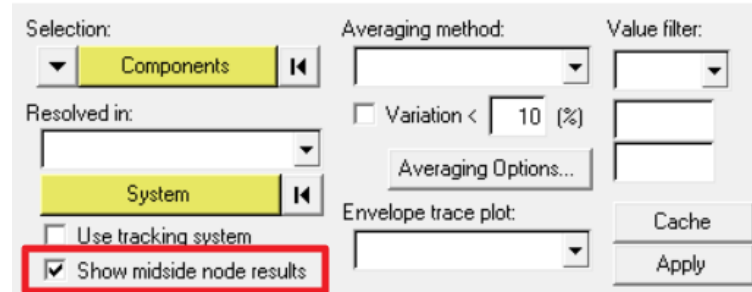 Selection:
Components
Resolved in:
System
Use tracking system
Show midside node results
Averaging method:
Variation < 10 (%)
Averaging Options...
Envelope trace plot:
Value filter:
Cache
Apply